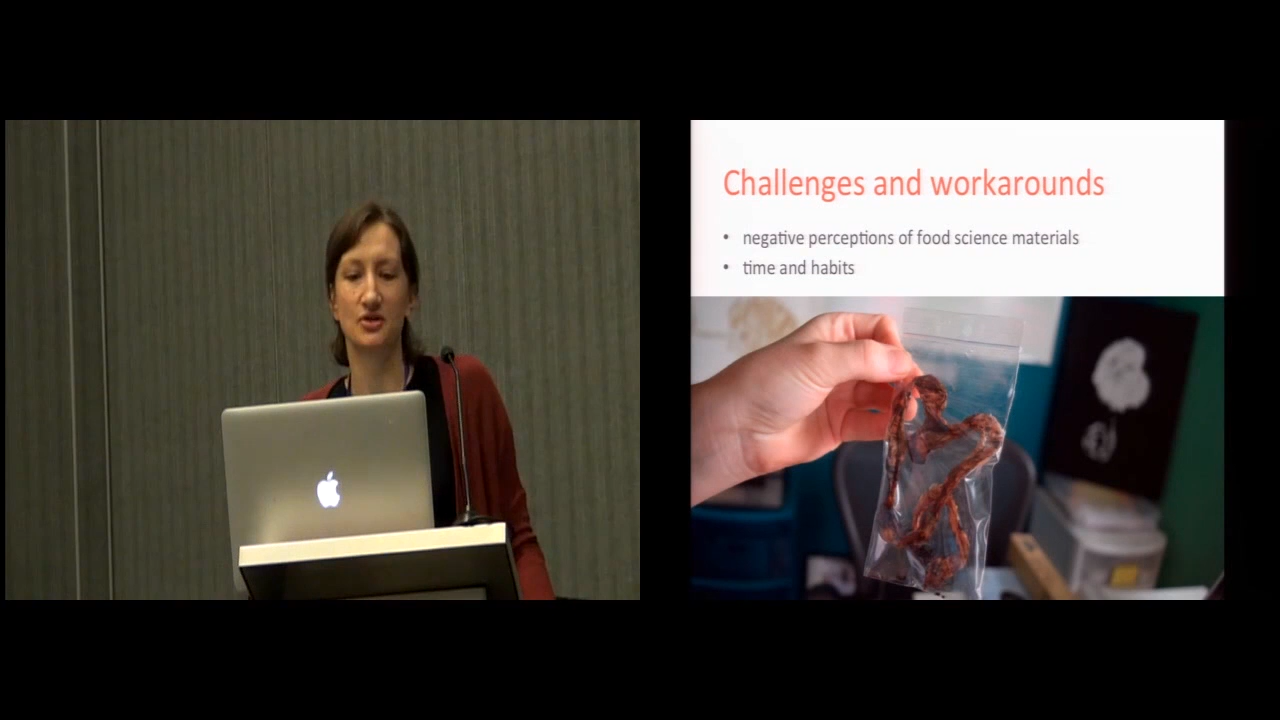 Challenges and workarounds
• negative perceptions of food science materials
• time and habits